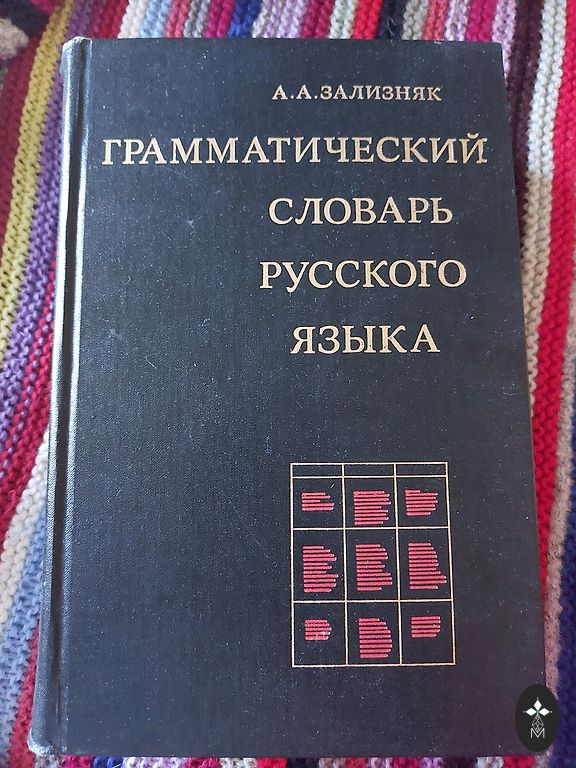 А.А.ЗАЛИЗНЯК
ГРАММАТИЧЕСКИЙ
СЛОВАРЬ
РУССКОГО
ЯЗЫКА
М